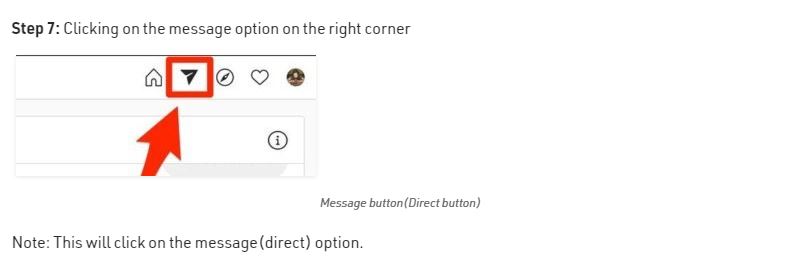 Step 7: Clicking on the message option on the right corner
Message button(Direct button)
Note: This will click on the message(direct) option.